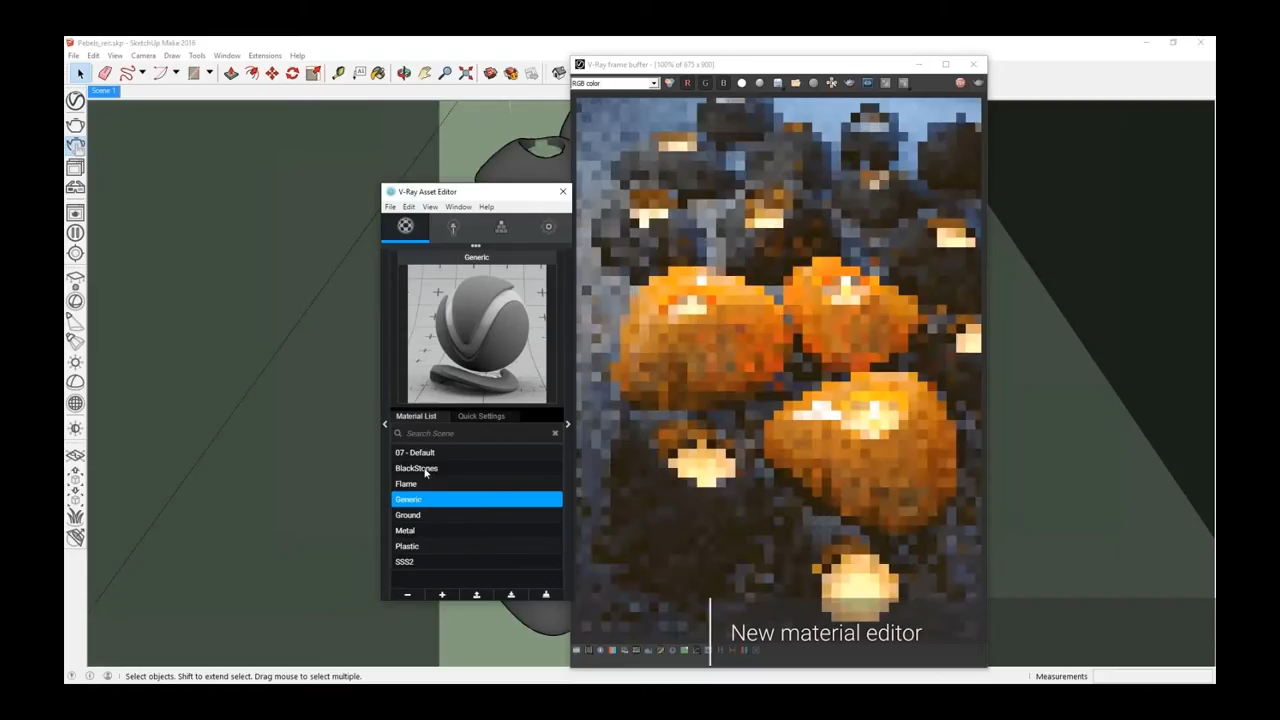 Pebels_rec.skp - SketchUp Make 2016
File Edit View Camera Draw Tools Window Extensions Help
Scene 1
V-Ray frame buffer - [100% of 675 x 900]
RGB color
R G B
V-Ray Asset Editor
File Edit View Window Help
Generic
Material List Quick Settings
Search Scene
07 - Default
BlackStones
Flame
Generic
Ground
Metal
Plastic
SSS2
New material editor
Select objects. Shift to extend select. Drag mouse to select multiple.
Measurements